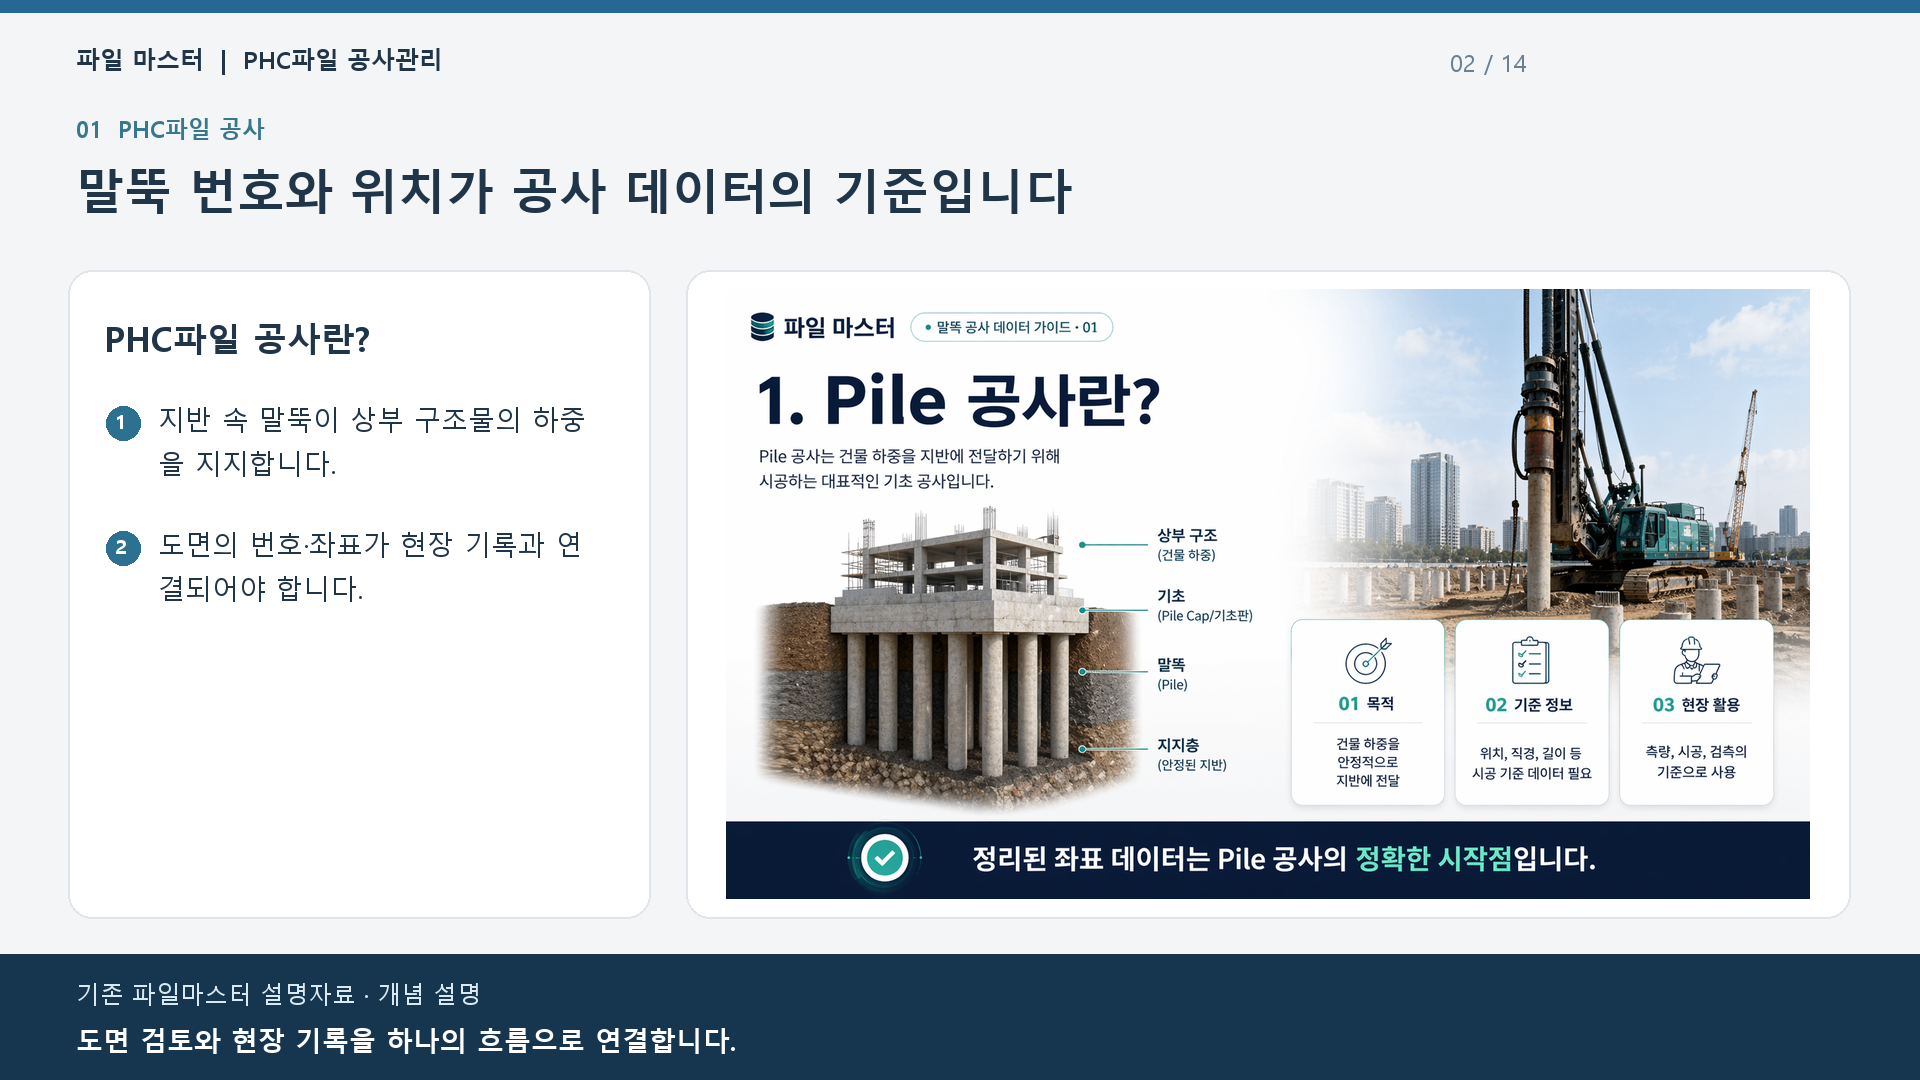 파일 마스터 | PHC파일 공사관리
02 / 14
01 PHC파일 공사
말뚝 번호와 위치가 공사 데이터의 기준입니다
PHC파일 공사란?
1 지반 속 말뚝이 상부 구조물의 하중
을 지지합니다.
2 도면의 번호·좌표가 현장 기록과 연
결되어야 합니다.
파일 마스터
• 말뚝 공사 데이터 가이드 · 01
1. Pile 공사란?
Pile 공사는 건물 하중을 지반에 전달하기 위해
시공하는 대표적인 기초 공사입니다.
상부 구조
(건물 하중)
기초
(Pile Cap/기초판)
말뚝
(Pile)
지지층
(안정된 지반)
01 목적
건물 하중을
안정적으로
지반에 전달
02 기준 정보
위치, 직경, 길이 등
시공 기준 데이터 필요
03 현장 활용
측량, 시공, 검측의
기준으로 사용
정리된 좌표 데이터는 Pile 공사의 정확한 시작점입니다.
기존 파일마스터 설명자료 · 개념 설명
도면 검토와 현장 기록을 하나의 흐름으로 연결합니다.